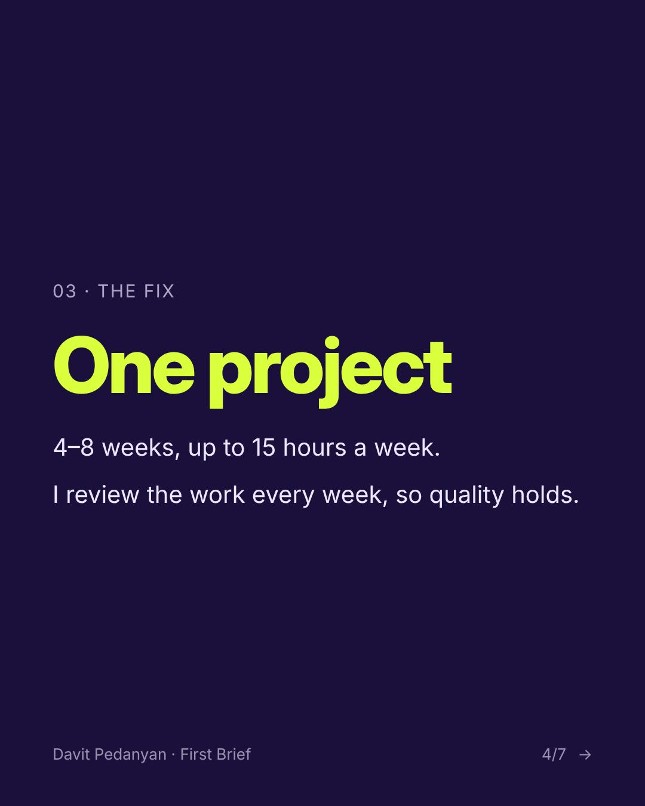 03 · THE FIX
One project
4–8 weeks, up to 15 hours a week.
I review the work every week, so quality holds.
Davit Pedanyan · First Brief
4/7 →